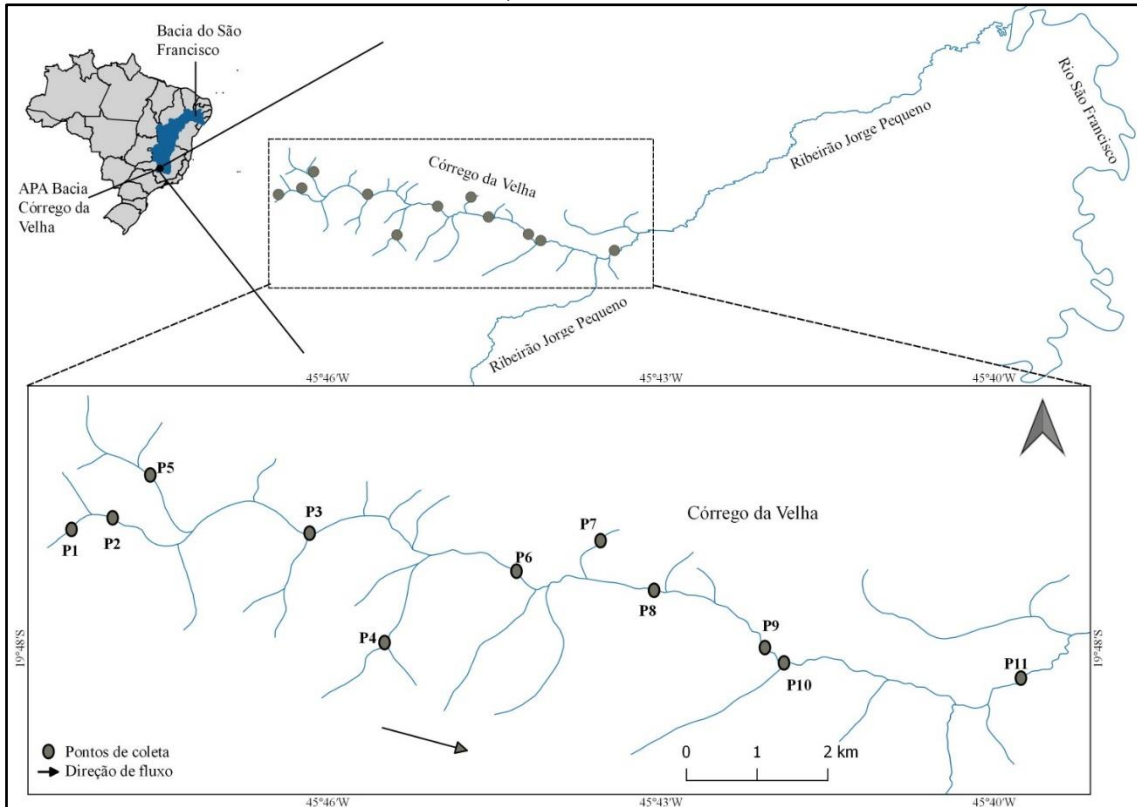 Bacia do São
Francisco
APA Bacia
Córrego da
Velha
Córrego da Velha
Ribeirão Jorge Pequeno
Rio São Francisco
Ribeirão Jorge Pequeno
45°46'W
45°43'W
45°40'W
P5
P1
P2
P3
P4
P6
P7
P8
P9
P10
P11
Córrego da Velha
19°48'S
19°48'S
Pontos de coleta
Direção de fluxo
0 1 2 km
45°46'W
45°43'W
45°40'W